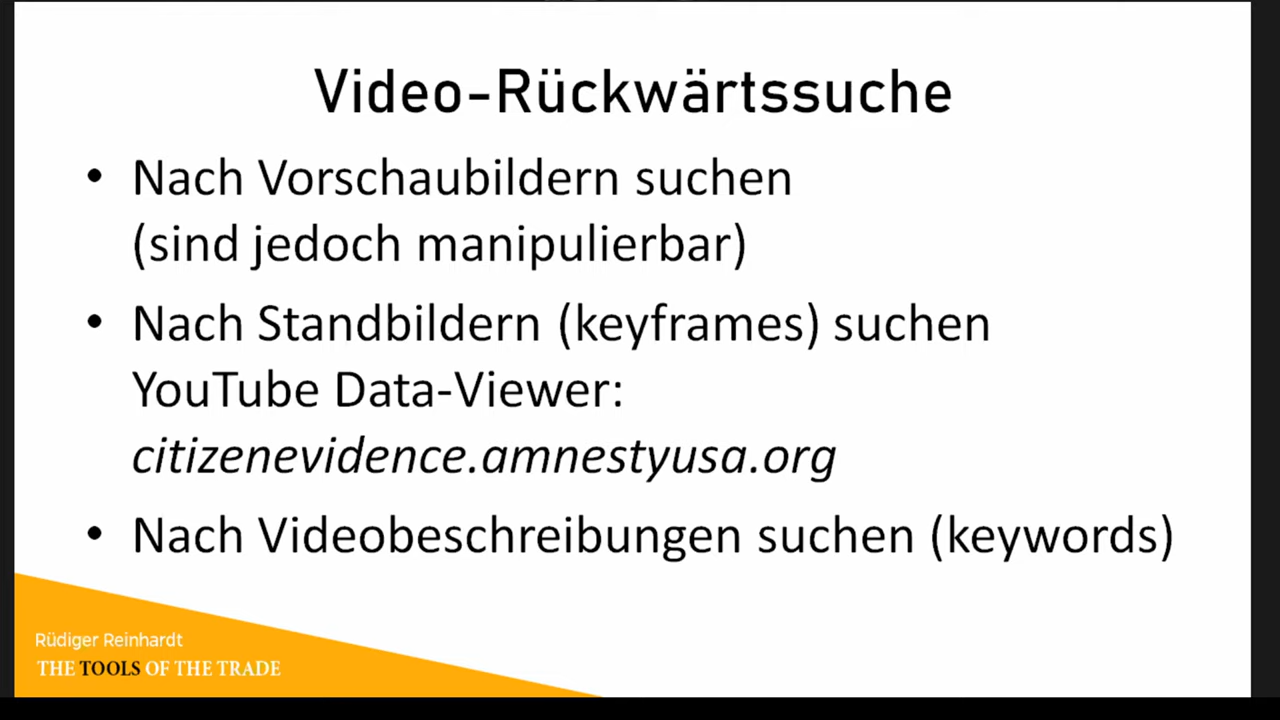 Video-Rückwärtssuche
• Nach Vorschaubildern suchen
(sind jedoch manipulierbar)
• Nach Standbildern (keyframes) suchen
YouTube Data-Viewer:
citizenevidence.amnestyusa.org
• Nach Videobeschreibungen suchen (keywords)
Rüdiger Reinhardt
THE TOOLS OF THE TRADE